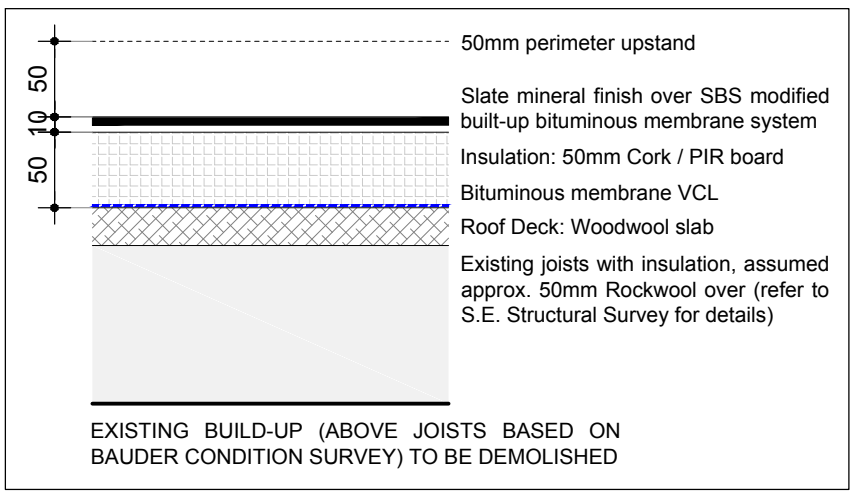 50mm perimeter upstand
50
Slate mineral finish over SBS modified
built-up bituminous membrane system
10
Insulation: 50mm Cork / PIR board
50
Bituminous membrane VCL
Roof Deck: Woodwool slab
Existing joists with insulation, assumed
approx. 50mm Rockwool over (refer to
S.E. Structural Survey for details)
EXISTING BUILD-UP (ABOVE JOISTS BASED ON
BAUDER CONDITION SURVEY) TO BE DEMOLISHED